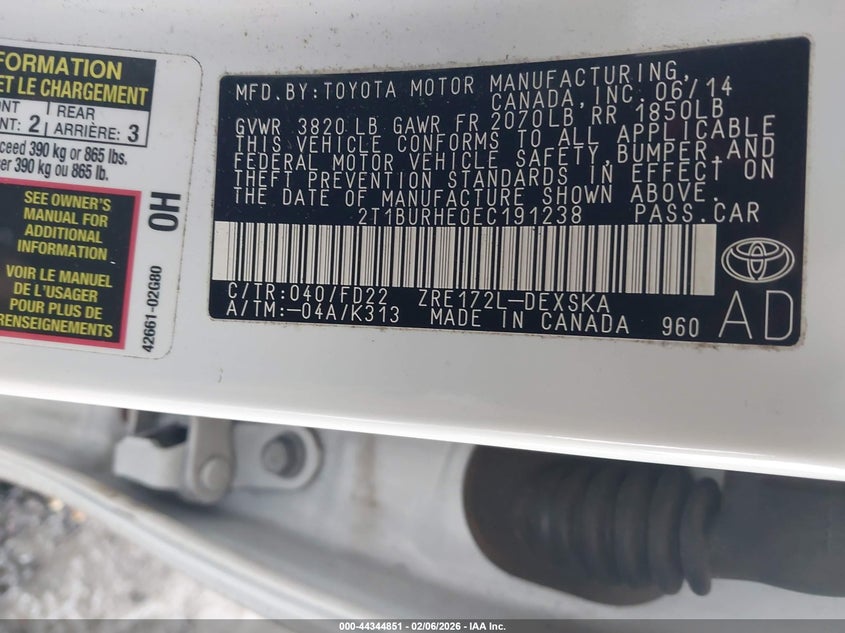 FORMATION
ET LE CHARGEMENT
ONT
NT: 2
REAR
ARRIÈRE: 3
ceed 390 kg or 865 lbs.
390 kg ou 865 lb.
SEE OWNER'S
MANUAL FOR
ADDITIONAL
INFORMATION
VOIR LE MANUEL
DE L'USAGER
POUR PLUS DE
RENSEIGNEMENTS
OH
42661-02G80
MFD.BY:TOYOTA MOTOR MANUFACTURING,
CANADA, INC. 06/14
GVWR 3820 LB GAWR FR 2070LB, RR 1850LB
THIS VEHICLE CONFORMS TO ALL APPLICABLE
FEDERAL MOTOR VEHICLE SAFETY,BUMPER,AND
THEFT PREVENTION STANDARDS IN EFFECT ON
THE DATE OF MANUFACTURE SHOWN ABOVE.
2T1BURHE0EC191238 PASS.CAR
C/TR:040/FD22 ZRE172L-DEXSKA
A/TM:-04A/K313 MADE IN CANADA 960
AD
000-44344851 | 02/06/2026 — IAA Inc. |